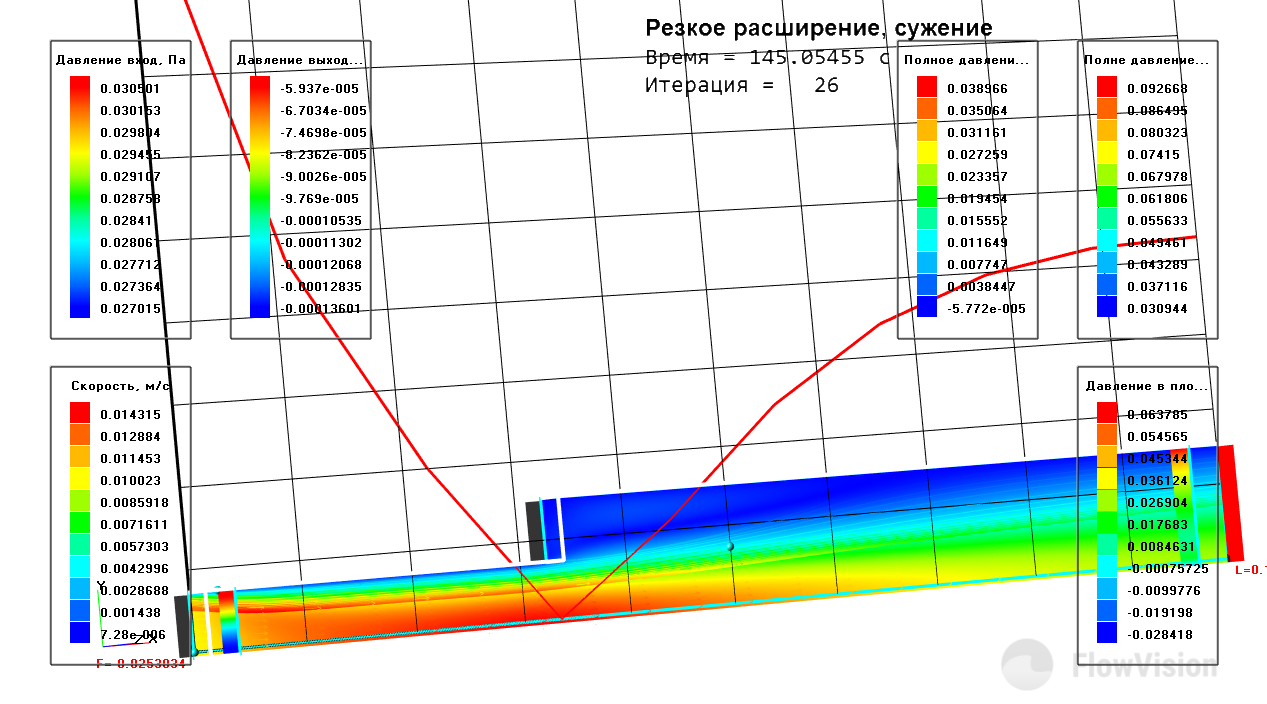 Резкое расширение, сужение
Время = 145.05455 с
Итерация = 26
Давление вход, Па
0.030501
0.030153
0.029804
0.029455
0.029107
0.028758
0.02841
0.028061
0.027712
0.027364
0.027015
Давление выход...
-5.937e-005
-6.7034e-005
-7.4698e-005
-8.2362e-005
-9.0026e-005
-9.769e-005
-0.00010535
-0.00011302
-0.00012068
-0.00012835
-0.00013601
Полное давлени...
0.038966
0.035064
0.031161
0.027259
0.023357
0.019454
0.015552
0.011649
0.007747
0.0038447
-5.772e-005
Полне давление...
0.092668
0.086495
0.080323
0.07415
0.067978
0.061806
0.055633
0.049461
0.043289
0.037116
0.030944
Скорость, м/с
0.014315
0.012884
0.011453
0.010023
0.0085918
0.0071611
0.0057303
0.0042996
0.0028688
0.001438
7.28e-006
Y
Z X
Давление в пло...
0.063785
0.054565
0.045344
0.036124
0.026904
0.017683
0.0084631
-0.00075725
-0.0099776
-0.019198
-0.028418
L=0.
F= 0.0253034
FlowVision